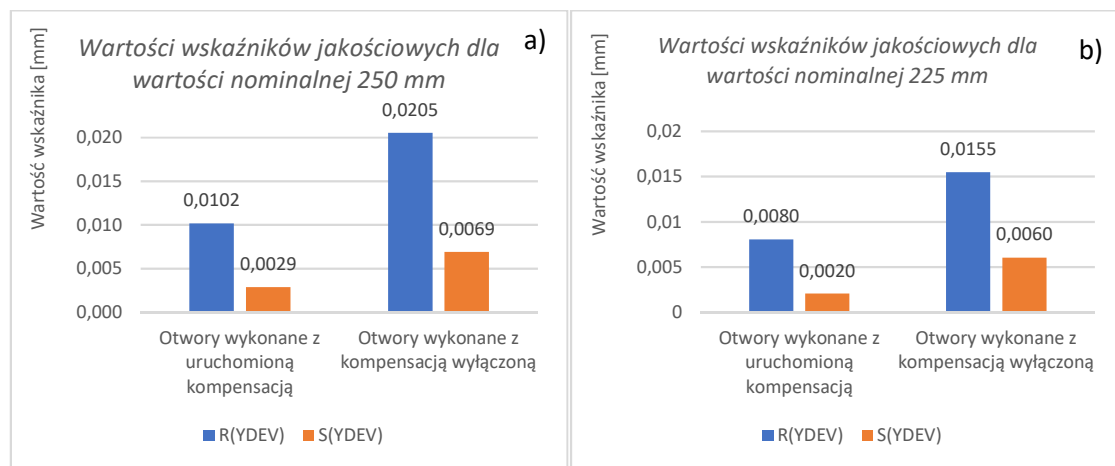 Wartości wskaźników jakościowych dla
wartości nominalnej 250 mm
a)
Wartość wskaźnika [mm]
0,020
0,015
0,010
0,005
0,000
0,0102
0,0029
0,0205
0,0069
Otwory wykonane z
uruchomioną
kompensacją
Otwory wykonane z
kompensacją wyłączoną
R(YDEV)
S(YDEV)
Wartości wskaźników jakościowych dla
wartości nominalnej 225 mm
b)
Wartość wskaźnika [mm]
0,02
0,015
0,01
0,005
0
0,0080
0,0020
0,0155
0,0060
Otwory wykonane z
uruchomioną
kompensacją
Otwory wykonane z
kompensacją wyłączoną
R(YDEV)
S(YDEV)